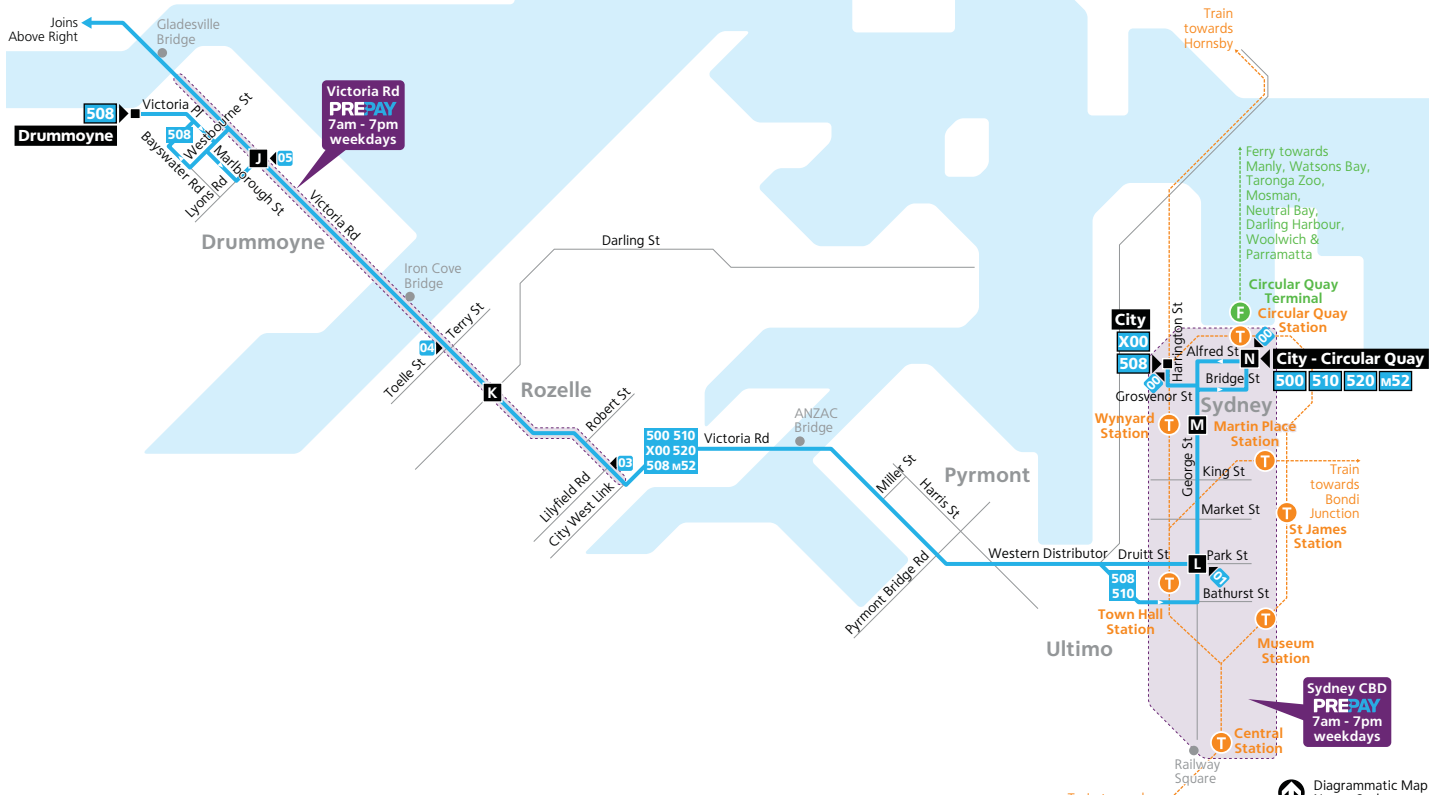 Joins
Above Right
Gladesville
Bridge
508
Drummoyne
Victoria Pl
508
Westbourne St
Bayswater Rd
Lyons Rd
Marlborough St
J
05
Victoria Rd
PREPAY
7am - 7pm
weekdays
Victoria Rd
Drummoyne
Iron Cove
Bridge
Darling St
04
Terry St
Toelle St
K
Rozelle
Robert St
03
Lilyfield Rd
City West Link
500 510
X00 520
508 M52
Victoria Rd
ANZAC
Bridge
Miller St
Harris St
Pyrmont
Pyrmont Bridge Rd
Western Distributor
Druitt St
508
510
Ultimo
Train
towards
Hornsby
Ferry towards
Manly, Watsons Bay,
Taronga Zoo,
Mosman,
Neutral Bay,
Darling Harbour,
Woolwich &
Parramatta
Circular Quay
Terminal
F
Circular Quay
Station
T
00
City
X00
508
00
Harrington St
Alfred St
N
City - Circular Quay
500 510 520 M52
Bridge St
Grosvenor St
Sydney
Wynyard
Station
T
M
Martin Place
Station
T
George St
King St
Train
towards
Bondi
Junction
Market St
T
St James
Station
L
Park St
01
T
Bathurst St
Town Hall
Station
T
Museum
Station
Sydney CBD
PREPAY
7am - 7pm
weekdays
T
Central
Station
Railway
Square
Diagrammatic Map